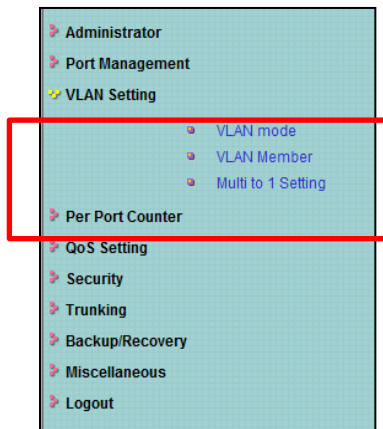 Administrator
Port Management
VLAN Setting
VLAN mode
VLAN Member
Multi to 1 Setting
Per Port Counter
QoS Setting
Security
Trunking
Backup/Recovery
Miscellaneous
Logout